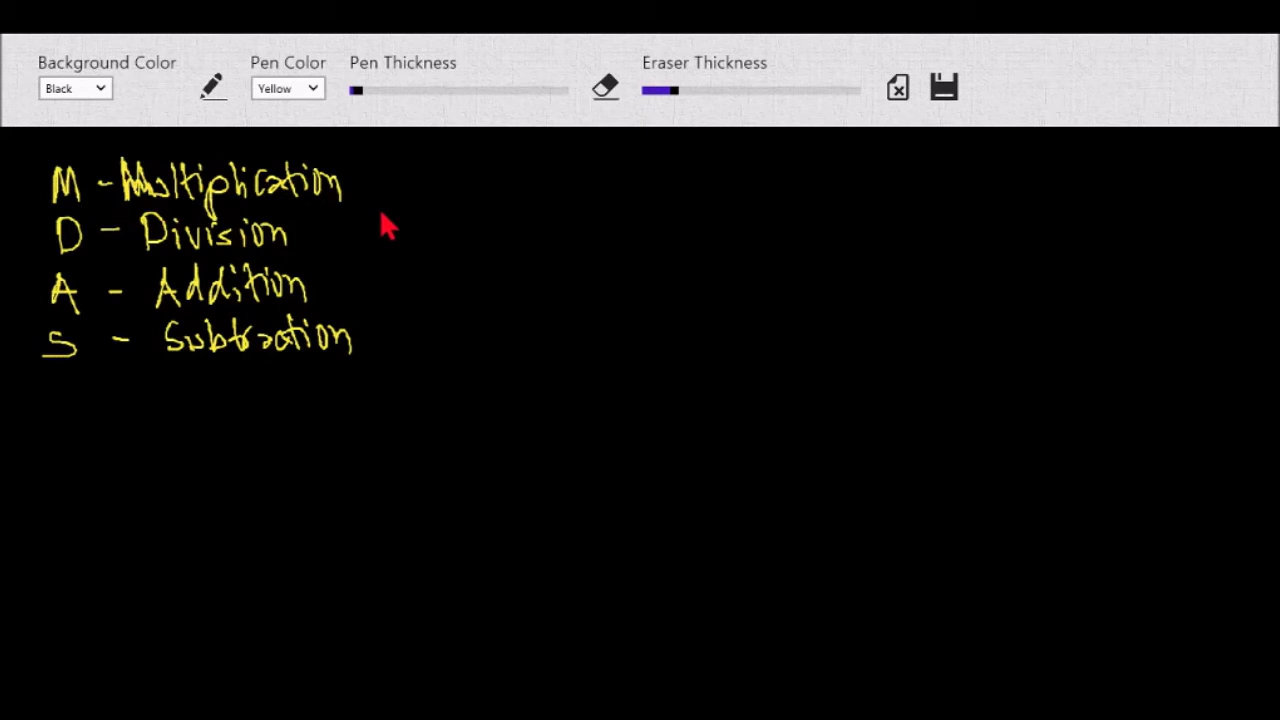 Background Color Pen Color Pen Thickness Eraser Thickness
Black Yellow
M - Multiplication
D - Division
A - Addition
S - Subtraction